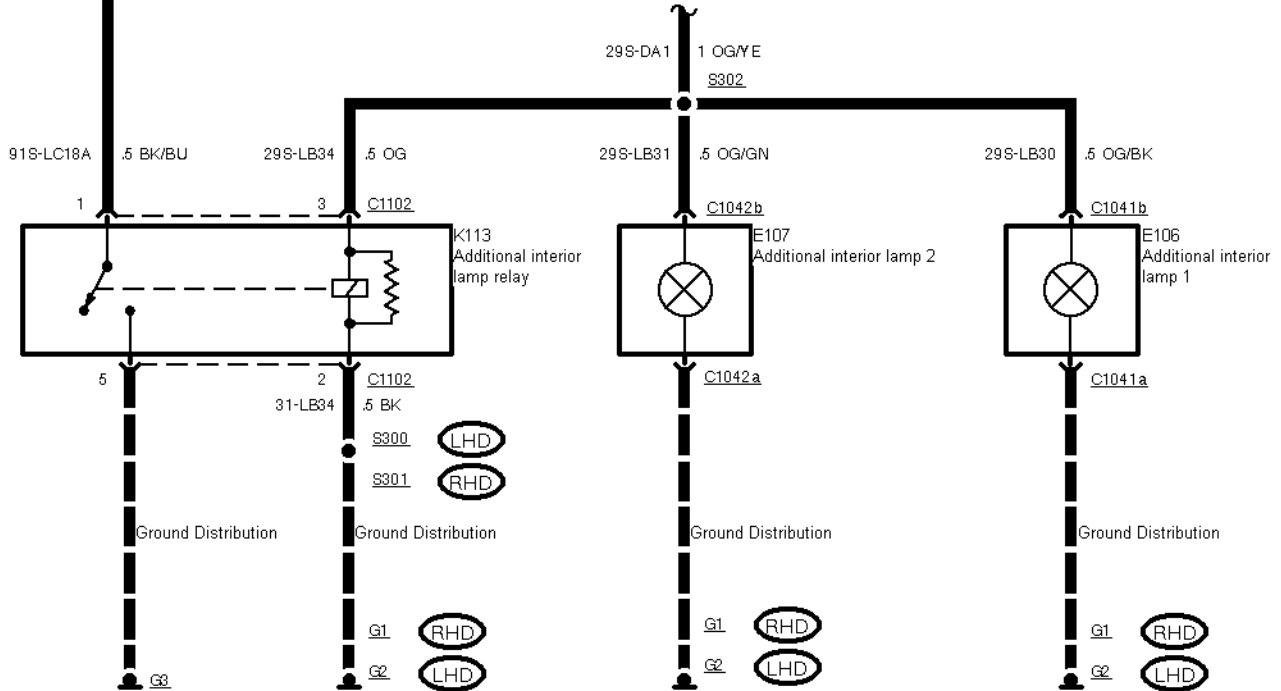 29S-DA1 1 OG/YE
S302
91S-LC18A .5 BK/BU 29S-LB34 .5 OG 29S-LB31 .5 OG/GN 29S-LB30 .5 OG/BK
1 3 C1102 C1042b C1041b
K113 E107 E106
Additional interior Additional interior lamp 2 Additional interior
lamp relay lamp 1
5 2 C1102 C1042a C1041a
31-LB34 .5 BK
S300 LHD
S301 RHD
Ground Distribution Ground Distribution Ground Distribution Ground Distribution
G1 RHD G1 RHD G1 RHD
G3 G2 LHD G2 LHD G2 LHD